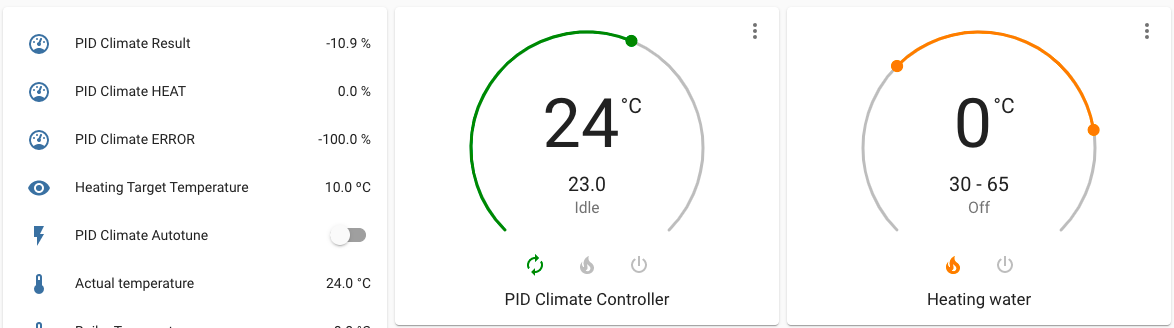 PID Climate Result -10.9 %
PID Climate HEAT 0.0 %
PID Climate ERROR -100.0 %
Heating Target Temperature 10.0 ºC
PID Climate Autotune
Actual temperature 24.0 °C
24 °C
23.0
Idle
PID Climate Controller
0 °C
30 - 65
Off
Heating water